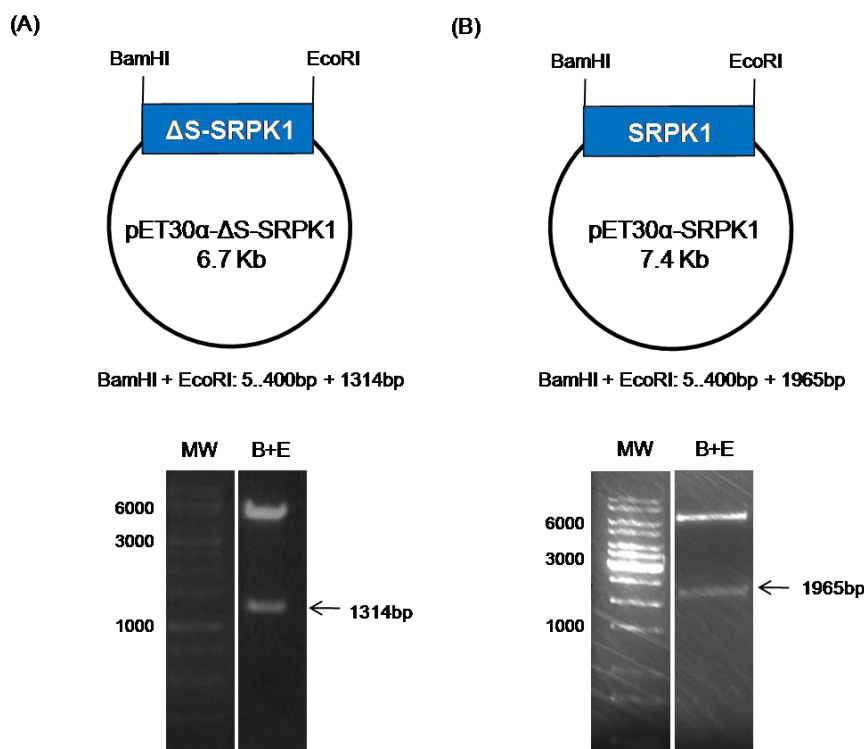 (A)
BamHI EcoRI
ΔS-SRPK1
pET30α-ΔS-SRPK1
6.7 Kb
BamHI + EcoRI: 5..400bp + 1314bp
MW B+E
6000
3000
1000
1314bp
(B)
BamHI EcoRI
SRPK1
pET30α-SRPK1
7.4 Kb
BamHI + EcoRI: 5..400bp + 1965bp
MW B+E
6000
3000
1000
1965bp